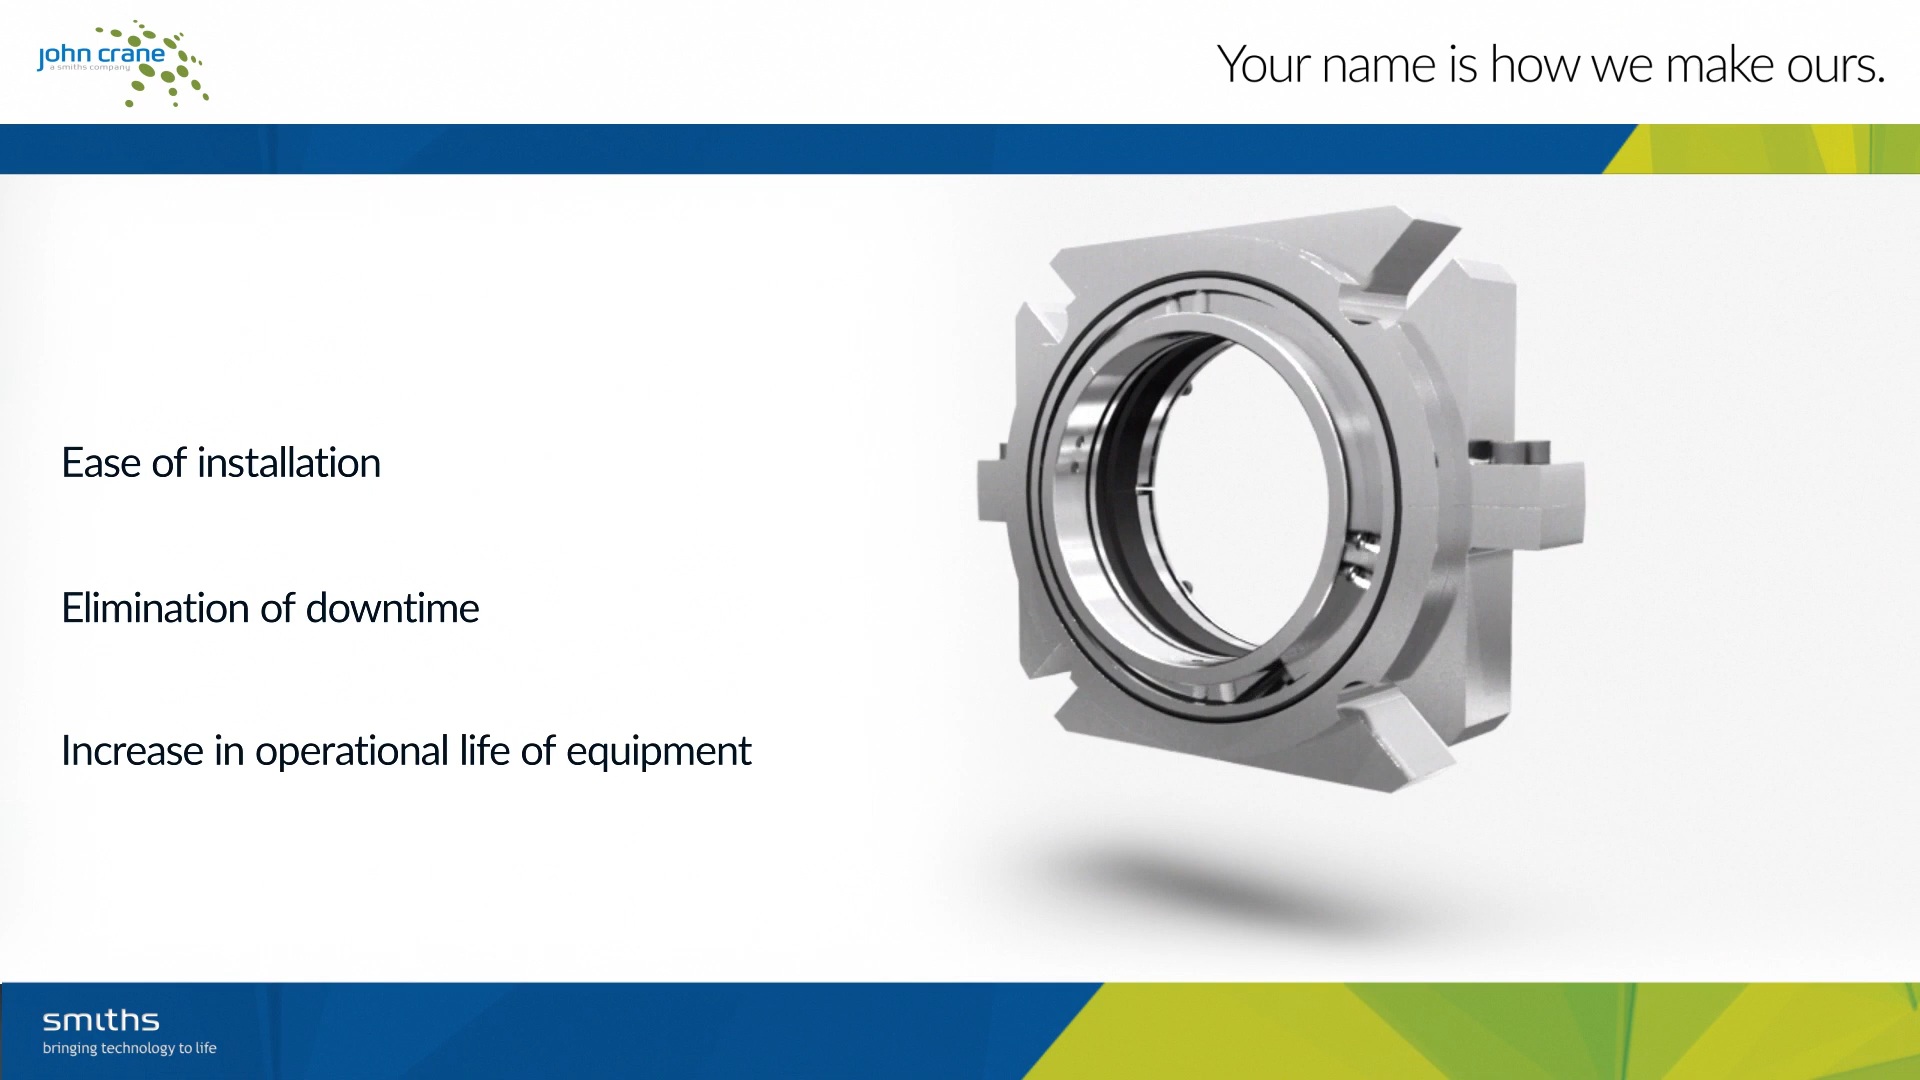 john crane
a smiths company
Your name is how we make ours.
Ease of installation
Elimination of downtime
Increase in operational life of equipment
smiths
bringing technology to life